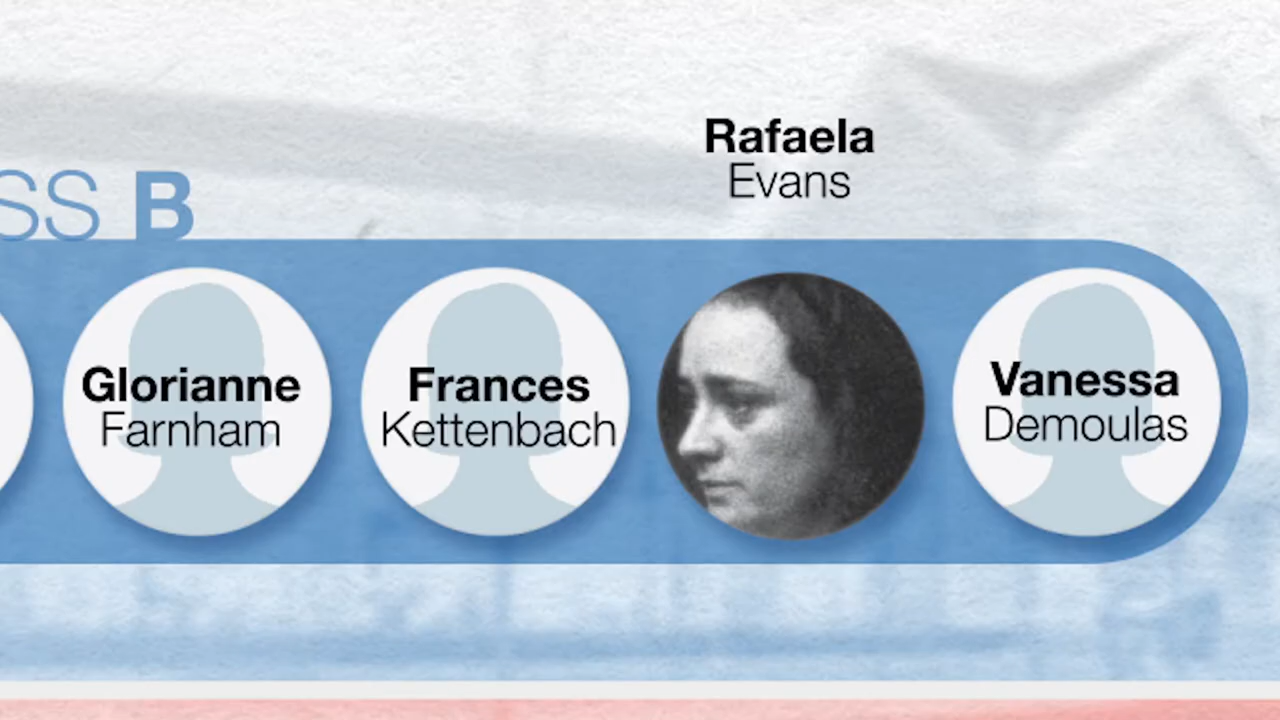 Rafaela
Evans
SS B
Glorianne
Farnham
Frances
Kettenbach
Vanessa
Demoulas